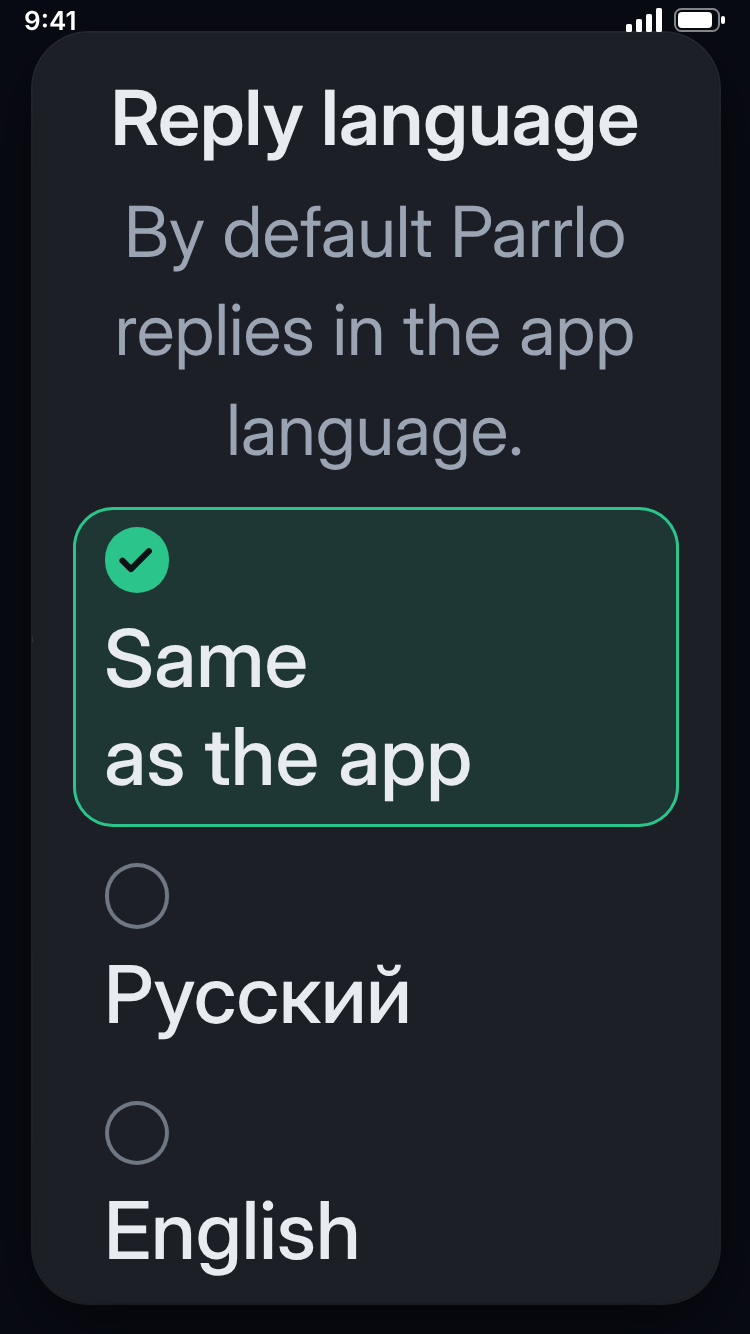 9:41
Reply language
By default Parrlo
replies in the app
language.
Same
as the app
Русский
English